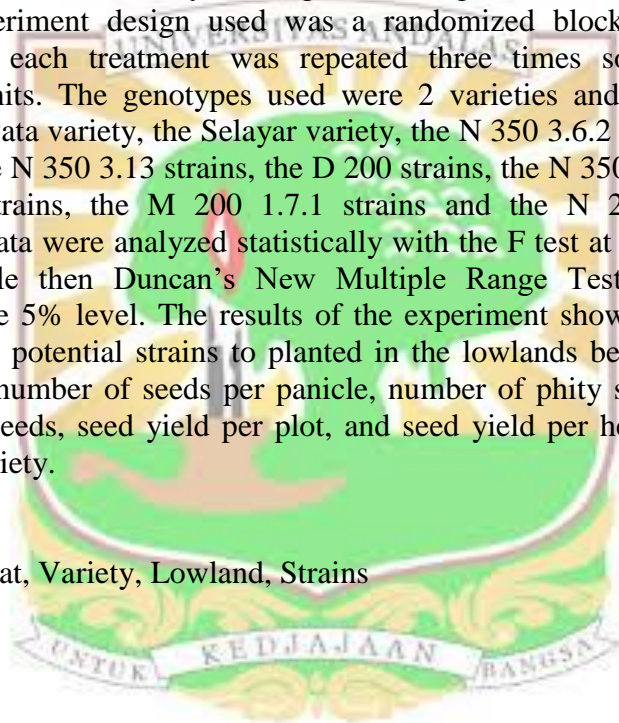 eriment design used was a randomized block
each treatment was repeated three times so
UNIVERSITAS ANDALAS
nits. The genotypes used were 2 varieties and
ata variety, the Selayar variety, the N 350 3.6.2
e N 350 3.13 strains, the D 200 strains, the N 350
trains, the M 200 1.7.1 strains and the N 2
ata were analyzed statistically with the F test at
le then Duncan’s New Multiple Range Test
e 5% level. The results of the experiment show
potential strains to planted in the lowlands be
number of seeds per panicle, number of phity s
eeds, seed yield per plot, and seed yield per he
iety.
at, Variety, Lowland, Strains
UNTUK KEDJAJAAN BANGSA